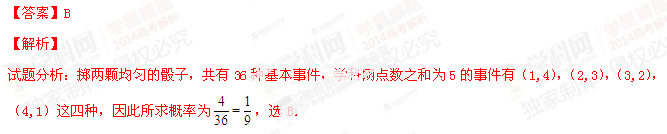 【答案】B
【解析】
试题分析：掷两颗均匀的骰子，共有36种基本事件，点数之和为5的事件有（1,4），（2,3），（3,2），
（4,1）这四种，因此所求概率为4/36=1/9，选B.